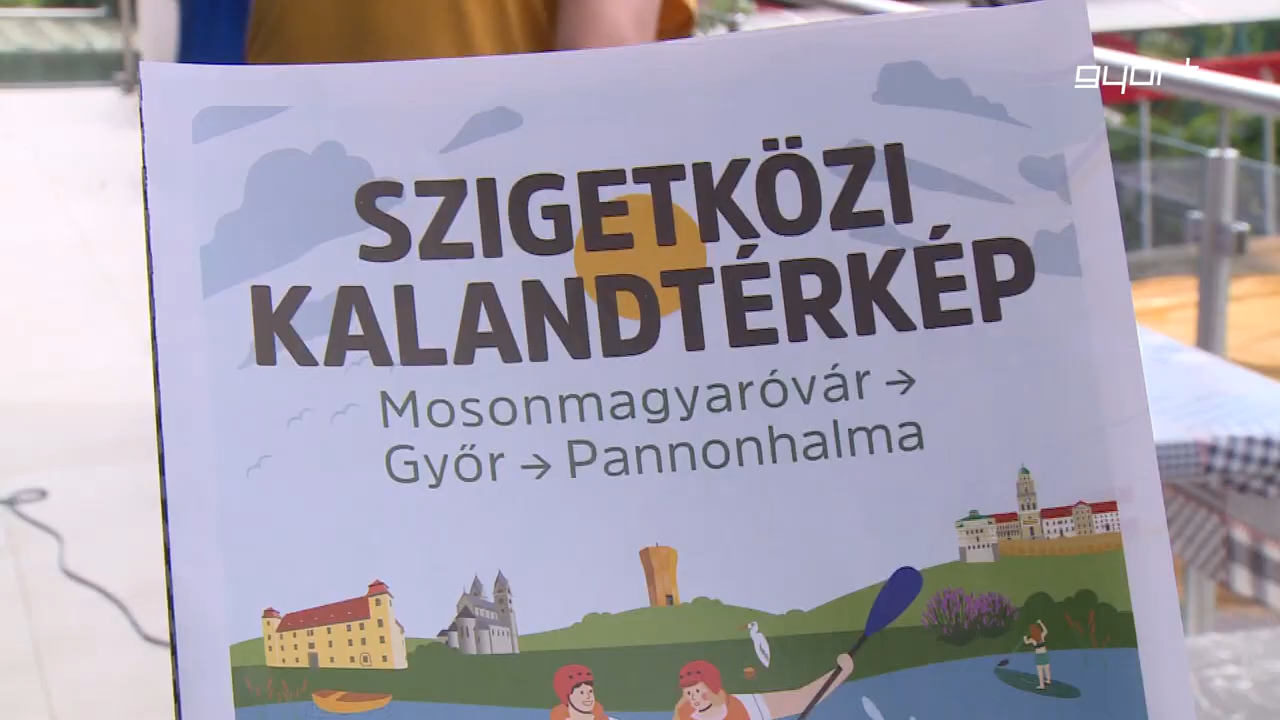 győr+
SZIGETKÖZI
KALANDTÉRKÉP
Mosonmagyaróvár →
Győr → Pannonhalma